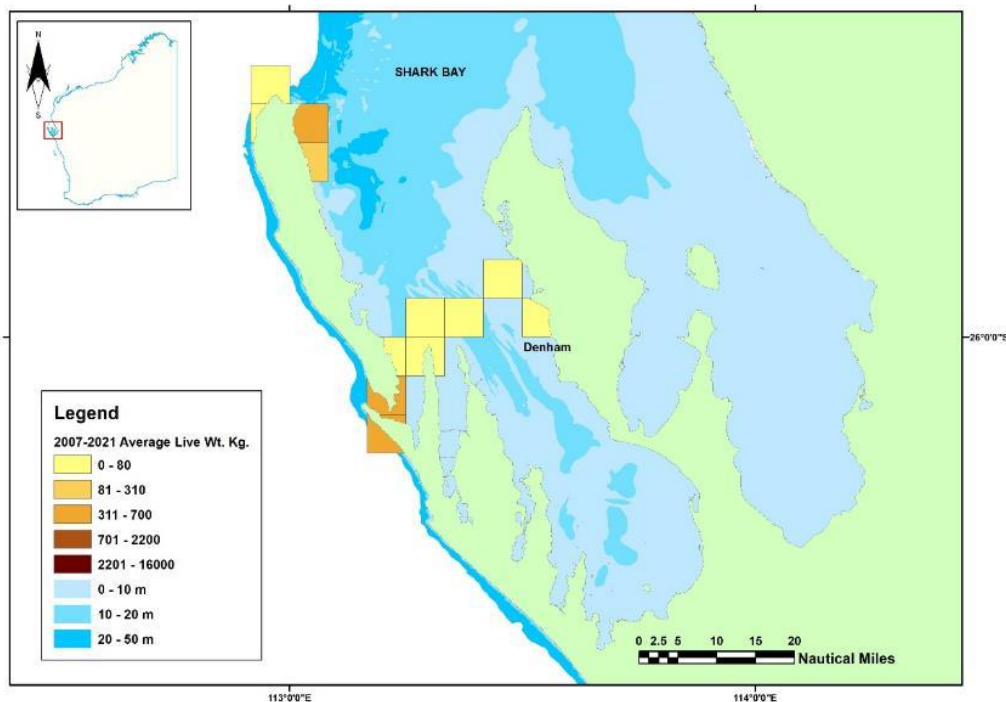 N
S
SHARK BAY
26°0'0"S
Denham
Legend
2007-2021 Average Live Wt. Kg.
0 - 80
81 - 310
311 - 700
701 - 2200
2201 - 16000
0 - 10 m
10 - 20 m
20 - 50 m
0 2.5 5 10 15 20
Nautical Miles
113°0'0"E
114°0'0"E